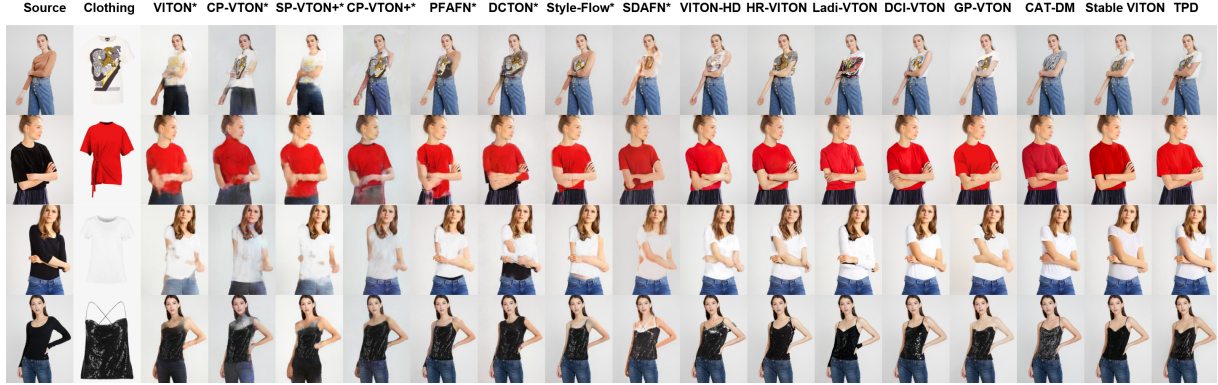 Source Clothing VITON* CP-VTON* SP-VTON+* CP-VTON+* PFAFN* DCTON* Style-Flow* SDAFN* VITON-HD HR-VITON Ladi-VTON DCI-VTON GP-VTON CAT-DM Stable VITON TPD